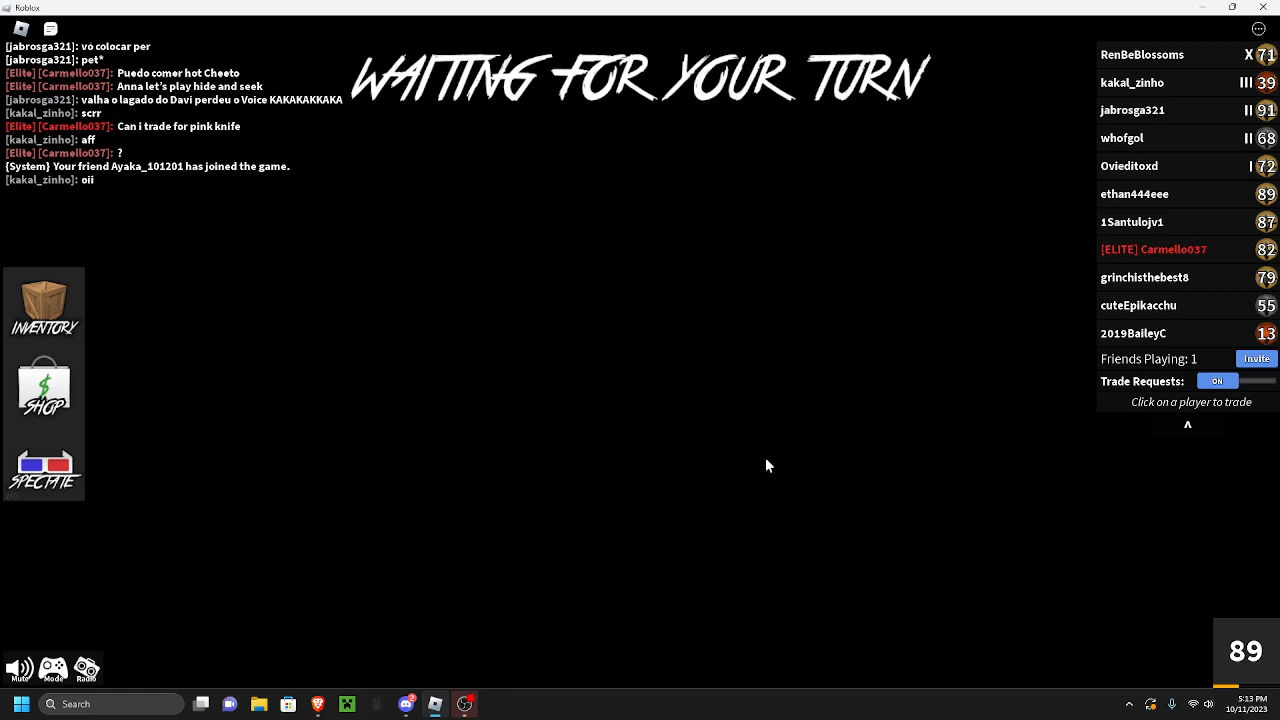 Roblox
[jabrosga321]: vô colocar per
[jabrosga321]: pet*
[Elite] [Carmello037]: Puedo comer hot Cheeto
[Elite] [Carmello037]: Anna let's play hide and seek
[jabrosga321]: valha o lagado do Davi perdeu o Voice KAKAKAKKAKA
[kakal_zinho]: scrr
[Elite] [Carmello037]: Can i trade for pink knife
[kakal_zinho]: aff
[Elite] [Carmello037]: ?
{System} Your friend Ayaka_101201 has joined the game.
[kakal_zinho]: oii
WAITING FOR YOUR TURN
RenBeBlossoms X 71
kakal_zinho III 39
jabrosga321 II 91
whofgol II 68
Ovieditoxd I 72
ethan444eee 89
1Santulojv1 87
[ELITE] Carmello037 82
grinchisthebest8 79
cuteEpikacchu 55
2019BaileyC 13
Friends Playing: 1 Invite
Trade Requests: ON
Click on a player to trade
^
INVENTORY
$
SHOP
SPECTATE
Mute Mode Radio
89
Search
2
5:13 PM
10/11/2023